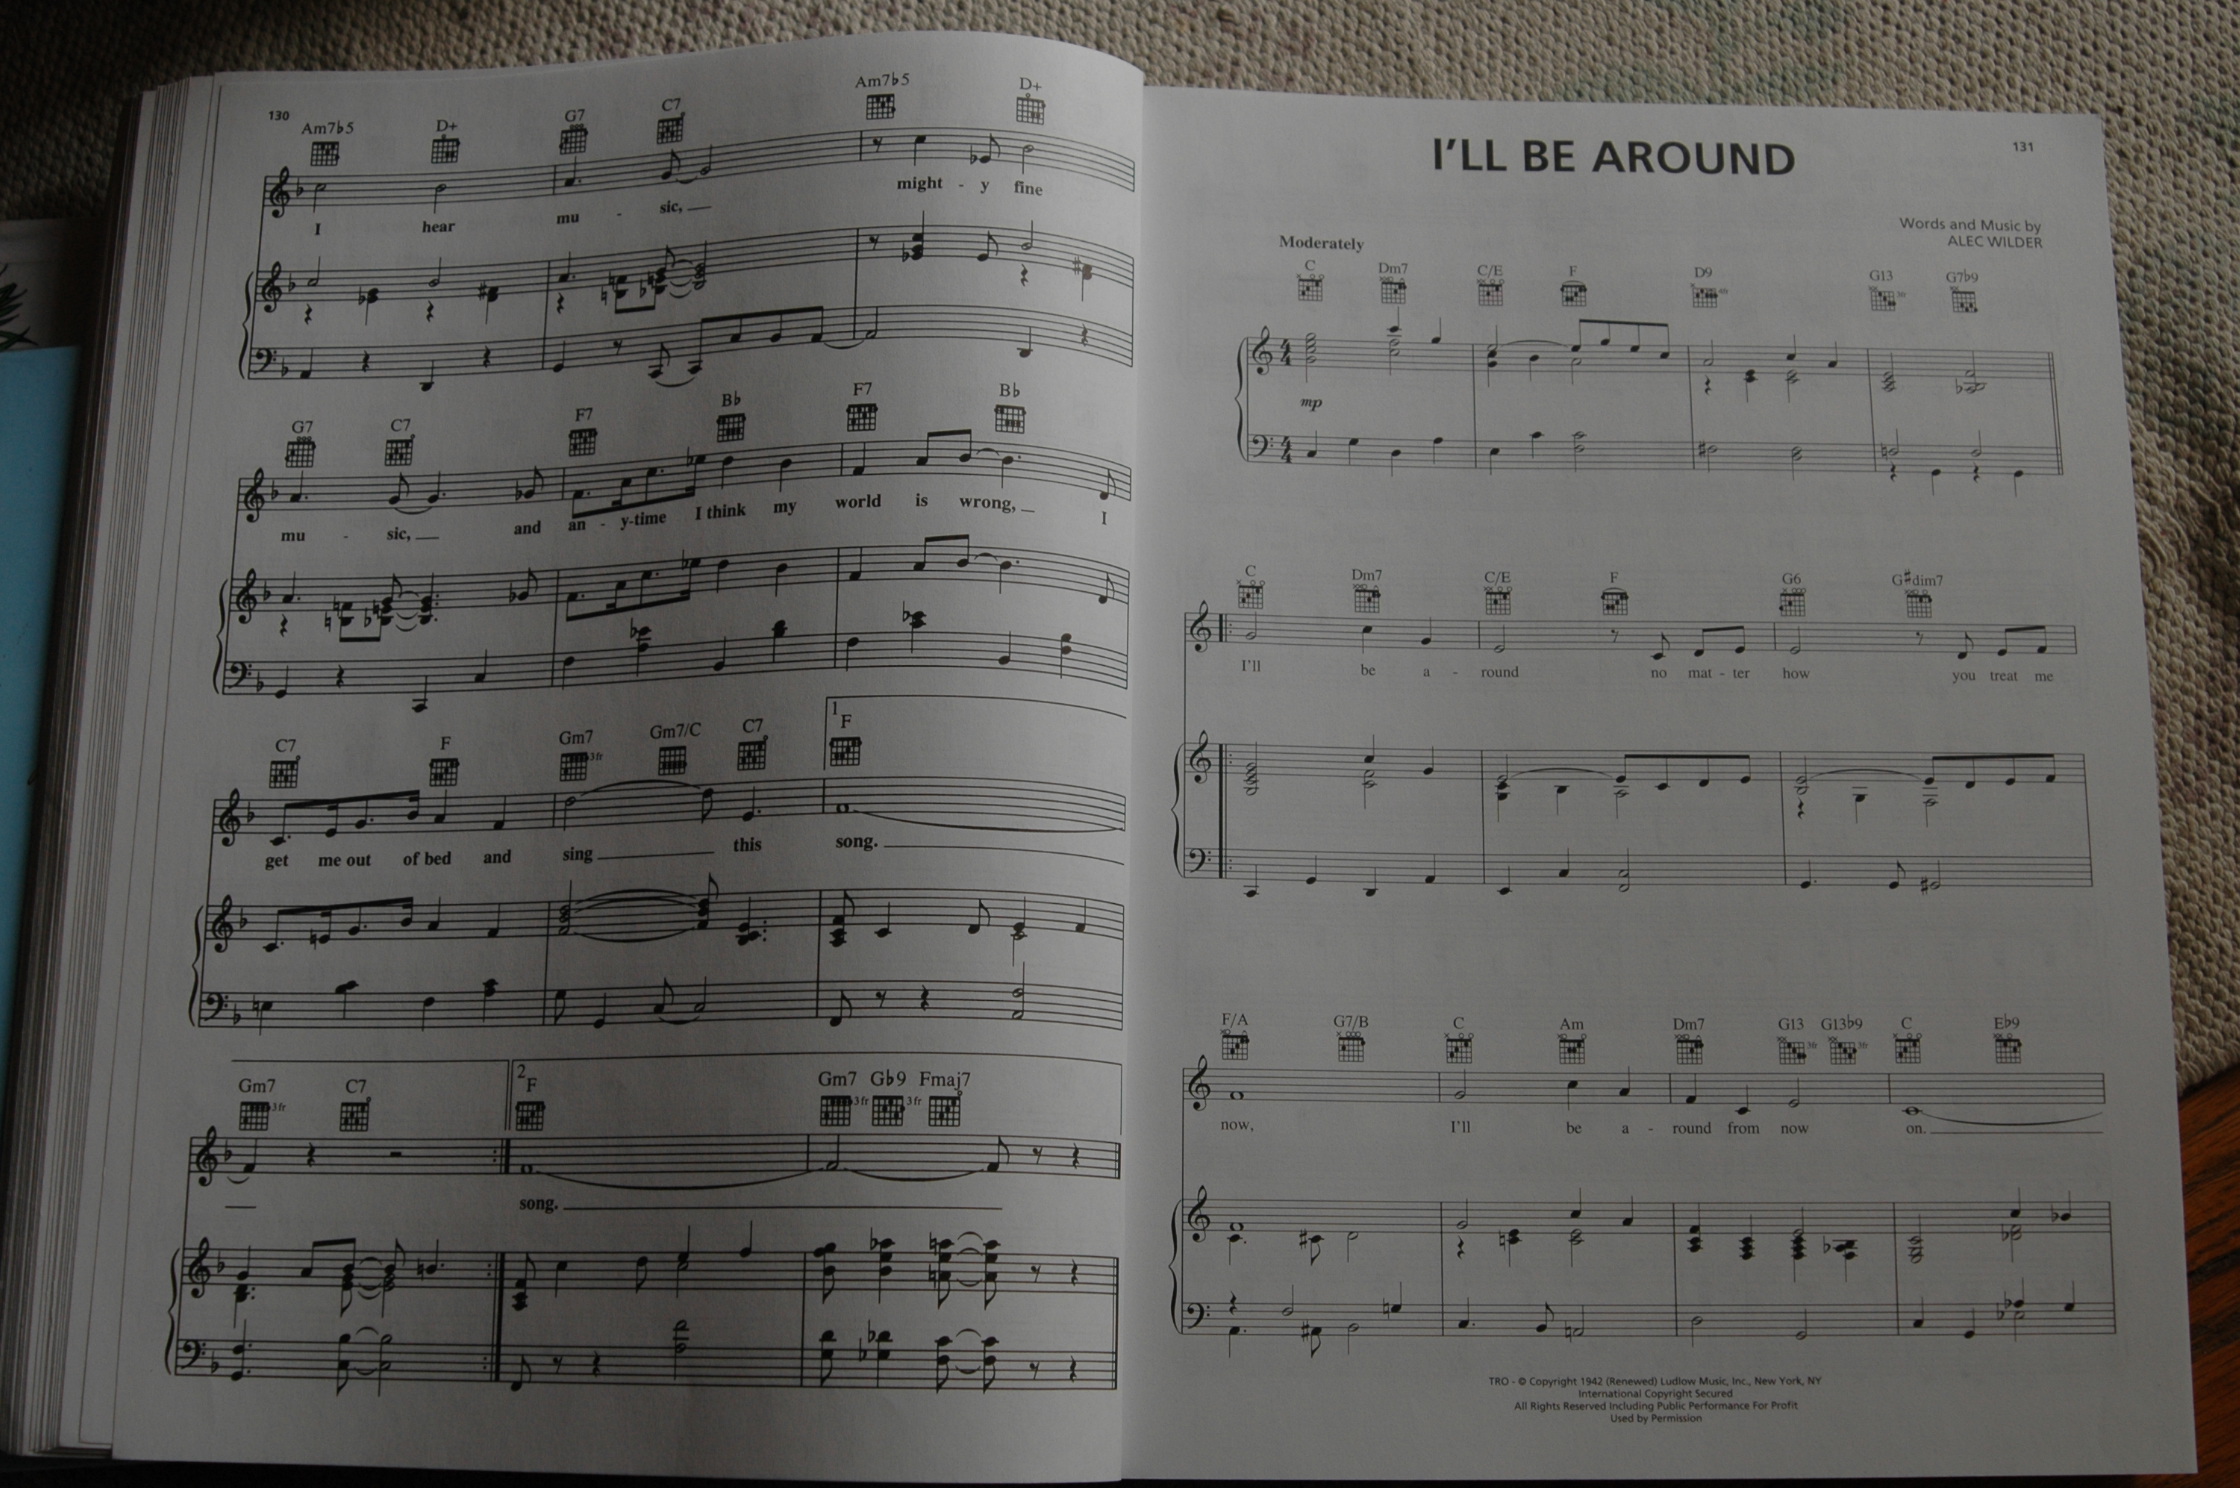 130
Am7♭5 D+ G7 C7 Am7♭5 D+
I hear mu - sic, might - y fine
G7 C7 F7 B♭ F7 B♭
mu - sic, and an - y-time I think my world is wrong, I
C7 F Gm7 3fr Gm7/C C7 1 F
get me out of bed and sing this song.
Gm7 3fr C7 2 F Gm7 3fr G♭9 3fr Fmaj7
song.
131
I'LL BE AROUND
Words and Music by
ALEC WILDER
Moderately
C Dm7 C/E F D9 4fr G13 3fr G7♭9
mp
C Dm7 C/E F G6 G♯dim7
I'll be a - round no mat - ter how you treat me
F/A G7/B C Am Dm7 G13 3fr G13♭9 3fr C E♭9
now, I'll be a - round from now on.
TRO - © Copyright 1942 (Renewed) Ludlow Music, Inc., New York, NY
International Copyright Secured
All Rights Reserved Including Public Performance For Profit
Used by Permission